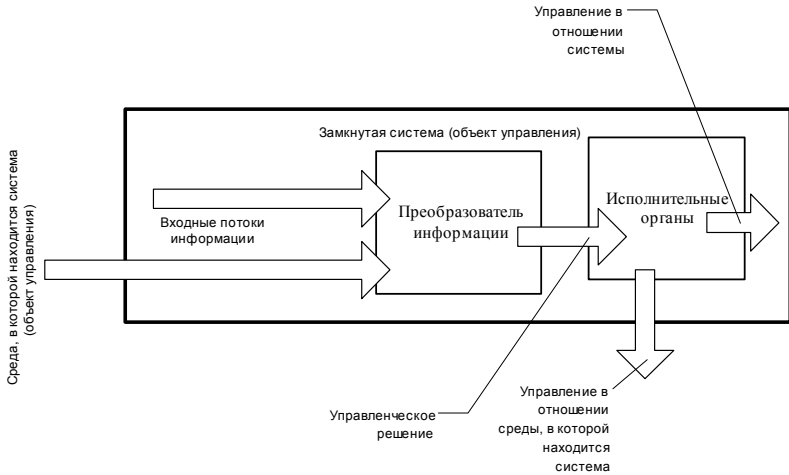 Управление в
отношении
системы
Среда, в которой находится система
(объект управления)
Замкнутая система (объект управления)
Входные потоки
информации
Преобразователь
информации
Исполнительные
органы
Управленческое
решение
Управление в
отношении
среды, в которой
находится
система